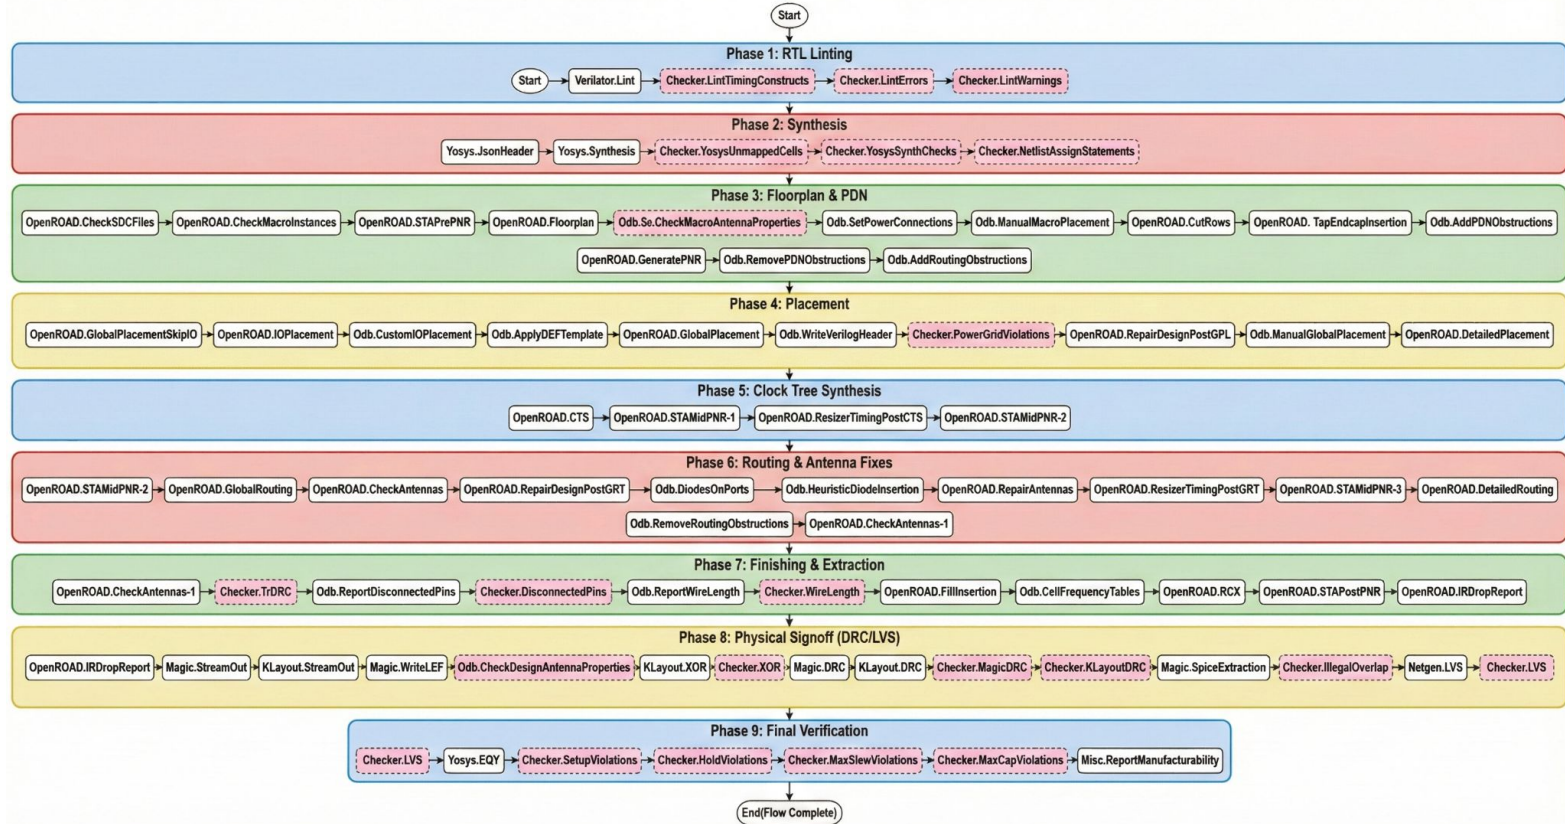 Start
Phase 1: RTL Linting
Start Verilator.Lint Checker.LintTimingConstructs Checker.LintErrors Checker.LintWarnings
Phase 2: Synthesis
Yosys.JsonHeader Yosys.Synthesis Checker.YosysUnmappedCells Checker.YosysSynthChecks Checker.NetlistAssignStatements
Phase 3: Floorplan & PDN
OpenROAD.CheckSDCFiles OpenROAD.CheckMacroInstances OpenROAD.STAPrePNR OpenROAD.Floorplan Odb.Se.CheckMacroAntennaProperties Odb.SetPowerConnections Odb.ManualMacroPlacement OpenROAD.CutRows OpenROAD. TapEndcapInsertion Odb.AddPDNObstructions
OpenROAD.GeneratePNR Odb.RemovePDNObstructions Odb.AddRoutingObstructions
Phase 4: Placement
OpenROAD.GlobalPlacementSkipIO OpenROAD.IOPlacement Odb.CustomIOPlacement Odb.ApplyDEFTemplate OpenROAD.GlobalPlacement Odb.WriteVerilogHeader Checker.PowerGridViolations OpenROAD.RepairDesignPostGPL Odb.ManualGlobalPlacement OpenROAD.DetailedPlacement
Phase 5: Clock Tree Synthesis
OpenROAD.CTS OpenROAD.STAMidPNR-1 OpenROAD.ResizerTimingPostCTS OpenROAD.STAMidPNR-2
Phase 6: Routing & Antenna Fixes
OpenROAD.STAMidPNR-2 OpenROAD.GlobalRouting OpenROAD.CheckAntennas OpenROAD.RepairDesignPostGRT Odb.DiodesOnPorts Odb.HeuristicDiodeInsertion OpenROAD.RepairAntennas OpenROAD.ResizerTimingPostGRT OpenROAD.STAMidPNR-3 OpenROAD.DetailedRouting
Odb.RemoveRoutingObstructions OpenROAD.CheckAntennas-1
Phase 7: Finishing & Extraction
OpenROAD.CheckAntennas-1 Checker.TrDRC Odb.ReportDisconnectedPins Checker.DisconnectedPins Odb.ReportWireLength Checker.WireLength OpenROAD.FillInsertion Odb.CellFrequencyTables OpenROAD.RCX OpenROAD.STAPostPNR OpenROAD.IRDropReport
Phase 8: Physical Signoff (DRC/LVS)
OpenROAD.IRDropReport Magic.StreamOut KLayout.StreamOut Magic.WriteLEF Odb.CheckDesignAntennaProperties KLayout.XOR Checker.XOR Magic.DRC KLayout.DRC Checker.MagicDRC Checker.KLayoutDRC Magic.SpiceExtraction Checker.IllegalOverlap Netgen.LVS Checker.LVS
Phase 9: Final Verification
Checker.LVS Yosys.EQY Checker.SetupViolations Checker.HoldViolations Checker.MaxSlewViolations Checker.MaxCapViolations Misc.ReportManufacturability
End(Flow Complete)